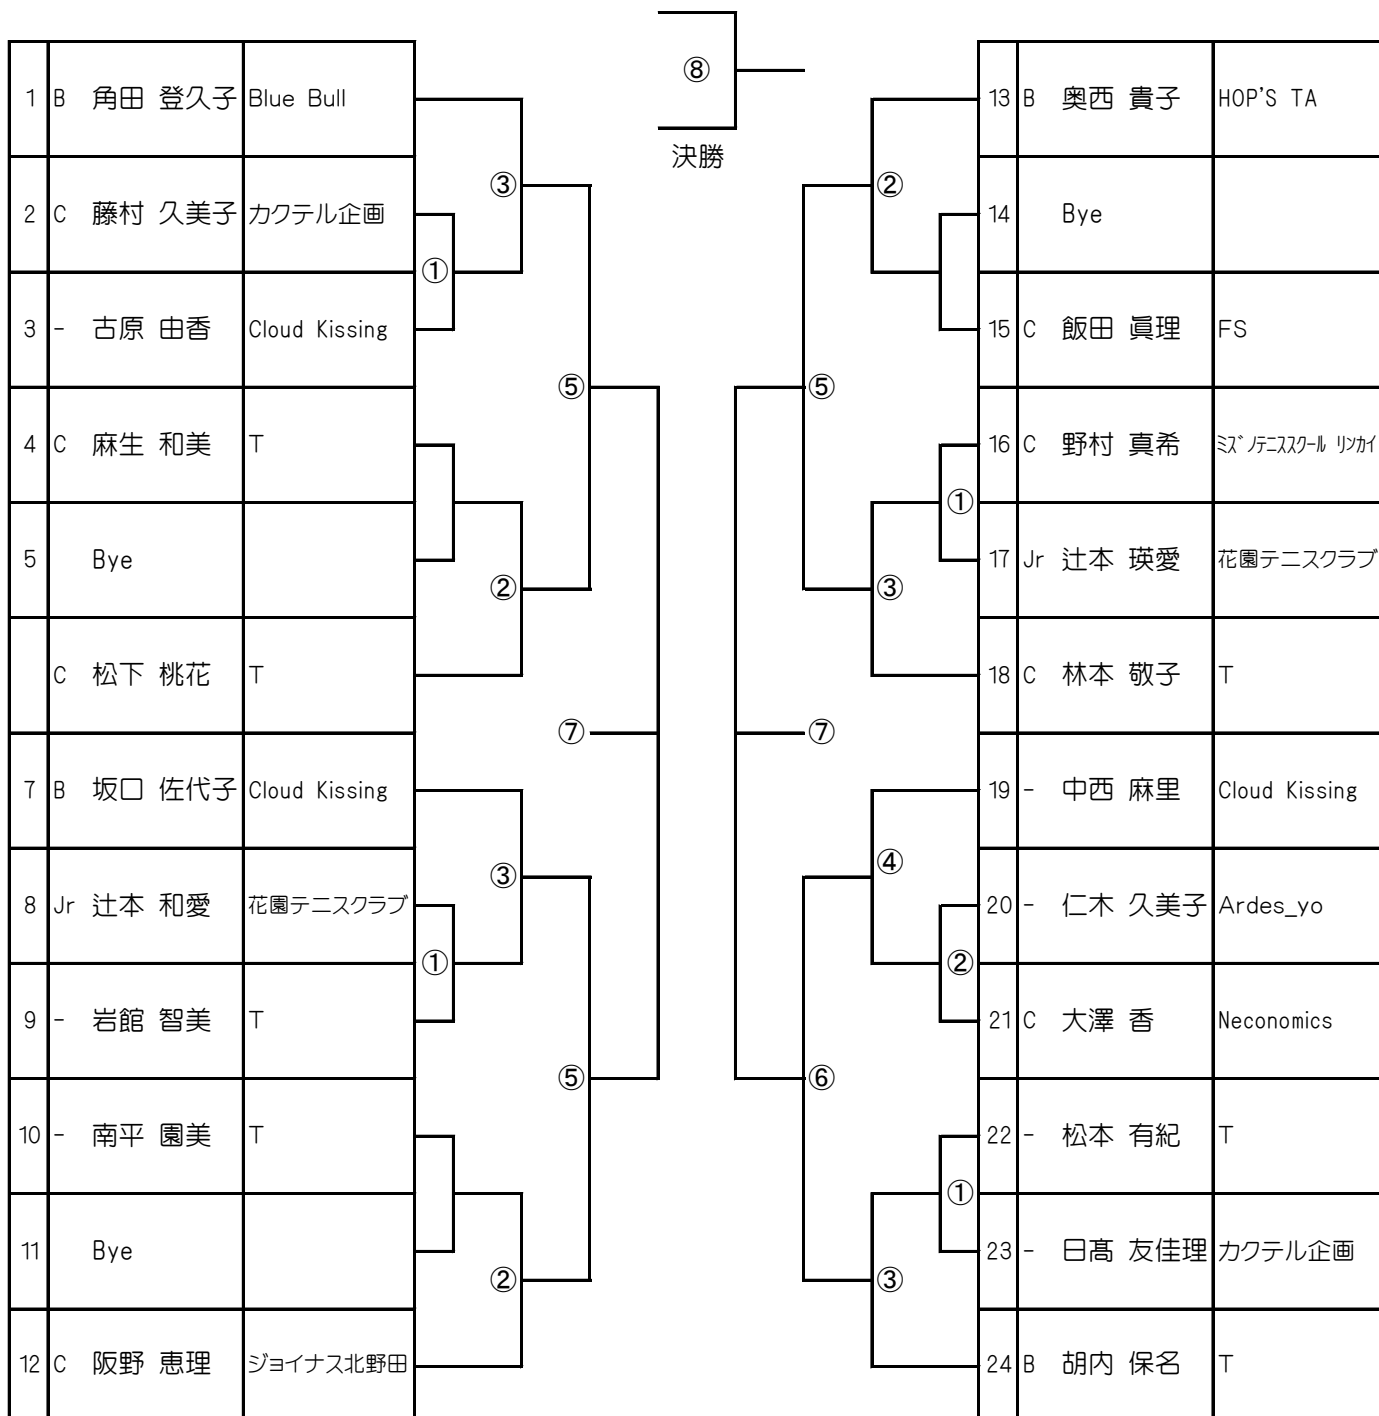 ⑧
決勝
1 B 角田 登久子 Blue Bull
③
2 C 藤村 久美子 カクテル企画
①
3 - 古原 由香 Cloud Kissing
⑤
4 C 麻生 和美 T
5 Bye
②
C 松下 桃花 T
⑦
7 B 坂口 佐代子 Cloud Kissing
③
8 Jr 辻本 和愛 花園テニスクラブ
①
9 - 岩館 智美 T
⑤
10 - 南平 園美 T
11 Bye
②
12 C 阪野 恵理 ジョイナス北野田
13 B 奥西 貴子 HOP'S TA
②
14 Bye
15 C 飯田 眞理 FS
⑤
16 C 野村 真希 ミズノテニススクール リンカイ
①
17 Jr 辻本 瑛愛 花園テニスクラブ
③
18 C 林本 敬子 T
⑦
19 - 中西 麻里 Cloud Kissing
④
20 - 仁木 久美子 Ardes_yo
②
21 C 大澤 香 Neconomics
⑥
22 - 松本 有紀 T
①
23 - 日髙 友佳理 カクテル企画
③
24 B 胡内 保名 T